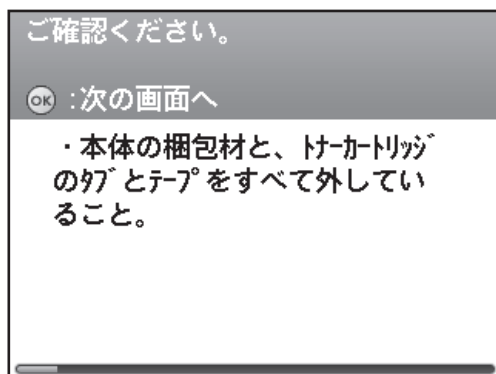 ご確認ください。
OK :次の画面へ
・本体の梱包材と、ﾄﾅｰｶｰﾄﾘｯｼﾞ
のﾀﾌﾞとﾃｰﾌﾟをすべて外してい
ること。